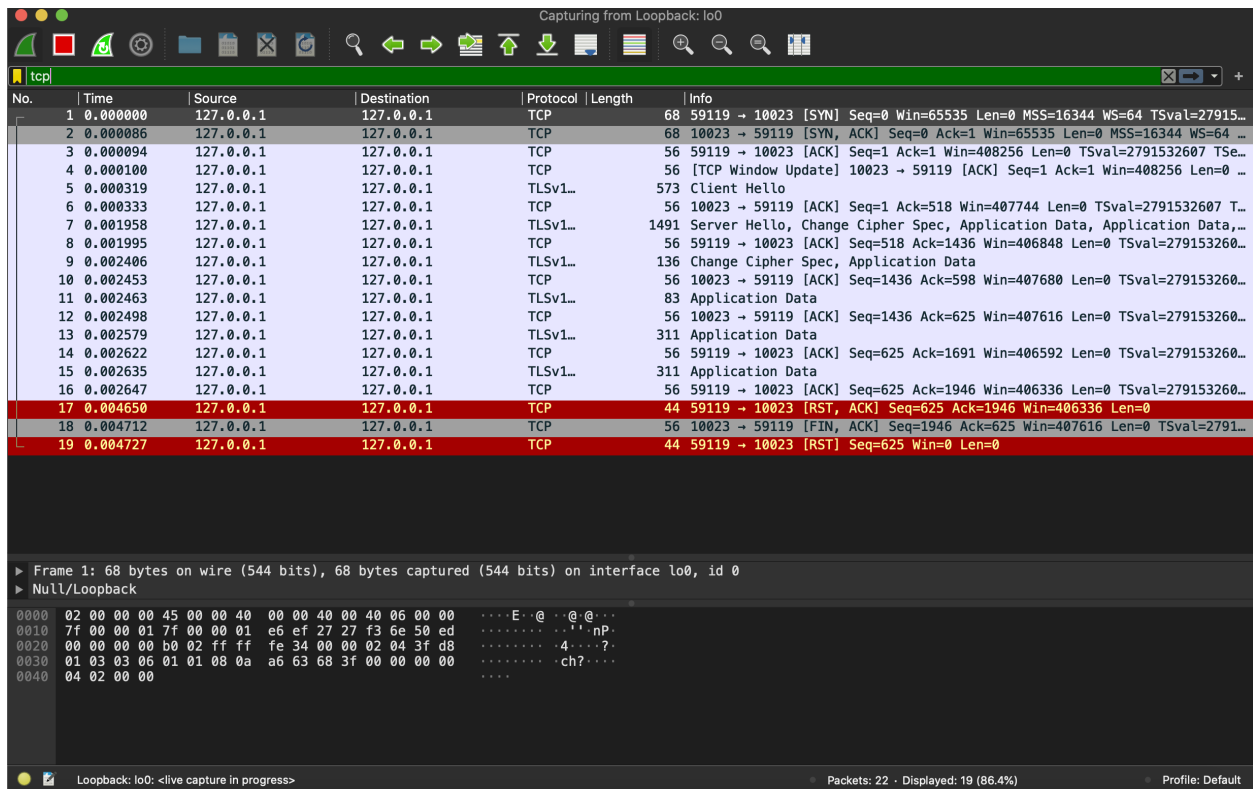 Capturing from Loopback: lo0
tcp
No. Time Source Destination Protocol Length Info
1 0.000000 127.0.0.1 127.0.0.1 TCP 68 59119 → 10023 [SYN] Seq=0 Win=65535 Len=0 MSS=16344 WS=64 TSval=27915…
2 0.000086 127.0.0.1 127.0.0.1 TCP 68 10023 → 59119 [SYN, ACK] Seq=0 Ack=1 Win=65535 Len=0 MSS=16344 WS=64 …
3 0.000094 127.0.0.1 127.0.0.1 TCP 56 59119 → 10023 [ACK] Seq=1 Ack=1 Win=408256 Len=0 TSval=2791532607 TSe…
4 0.000100 127.0.0.1 127.0.0.1 TCP 56 [TCP Window Update] 10023 → 59119 [ACK] Seq=1 Ack=1 Win=408256 Len=0 …
5 0.000319 127.0.0.1 127.0.0.1 TLSv1… 573 Client Hello
6 0.000333 127.0.0.1 127.0.0.1 TCP 56 10023 → 59119 [ACK] Seq=1 Ack=518 Win=407744 Len=0 TSval=2791532607 T…
7 0.001958 127.0.0.1 127.0.0.1 TLSv1… 1491 Server Hello, Change Cipher Spec, Application Data, Application Data,…
8 0.001995 127.0.0.1 127.0.0.1 TCP 56 59119 → 10023 [ACK] Seq=518 Ack=1436 Win=406848 Len=0 TSval=279153260…
9 0.002406 127.0.0.1 127.0.0.1 TLSv1… 136 Change Cipher Spec, Application Data
10 0.002453 127.0.0.1 127.0.0.1 TCP 56 10023 → 59119 [ACK] Seq=1436 Ack=598 Win=407680 Len=0 TSval=279153260…
11 0.002463 127.0.0.1 127.0.0.1 TLSv1… 83 Application Data
12 0.002498 127.0.0.1 127.0.0.1 TCP 56 10023 → 59119 [ACK] Seq=1436 Ack=625 Win=407616 Len=0 TSval=279153260…
13 0.002579 127.0.0.1 127.0.0.1 TLSv1… 311 Application Data
14 0.002622 127.0.0.1 127.0.0.1 TCP 56 59119 → 10023 [ACK] Seq=625 Ack=1691 Win=406592 Len=0 TSval=279153260…
15 0.002635 127.0.0.1 127.0.0.1 TLSv1… 311 Application Data
16 0.002647 127.0.0.1 127.0.0.1 TCP 56 59119 → 10023 [ACK] Seq=625 Ack=1946 Win=406336 Len=0 TSval=279153260…
17 0.004650 127.0.0.1 127.0.0.1 TCP 44 59119 → 10023 [RST, ACK] Seq=625 Ack=1946 Win=406336 Len=0
18 0.004712 127.0.0.1 127.0.0.1 TCP 56 10023 → 59119 [FIN, ACK] Seq=1946 Ack=625 Win=407616 Len=0 TSval=2791…
19 0.004727 127.0.0.1 127.0.0.1 TCP 44 59119 → 10023 [RST] Seq=625 Win=0 Len=0
Frame 1: 68 bytes on wire (544 bits), 68 bytes captured (544 bits) on interface lo0, id 0
Null/Loopback
0000 02 00 00 00 45 00 00 40 00 00 40 00 40 06 00 00 ····E··@ ··@·@···
0010 7f 00 00 01 7f 00 00 01 e6 ef 27 27 f3 6e 50 ed ········ ··''·nP·
0020 00 00 00 00 b0 02 ff ff fe 34 00 00 02 04 3f d8 ········ ·4····?·
0030 01 03 03 06 01 01 08 0a a6 63 68 3f 00 00 00 00 ········ ·ch?····
0040 04 02 00 00 ····
Loopback: lo0: <live capture in progress> Packets: 22 · Displayed: 19 (86.4%) Profile: Default